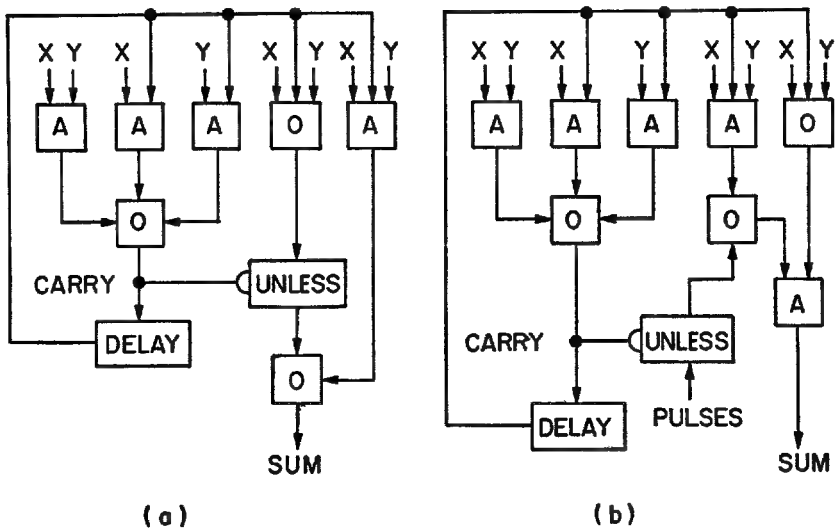 X Y X Y X Y X Y
A A A O A
O
CARRY UNLESS
DELAY
O
SUM
(a)
X Y X Y X Y X Y
A A A A O
O O
A
CARRY UNLESS
DELAY PULSES
SUM
(b)